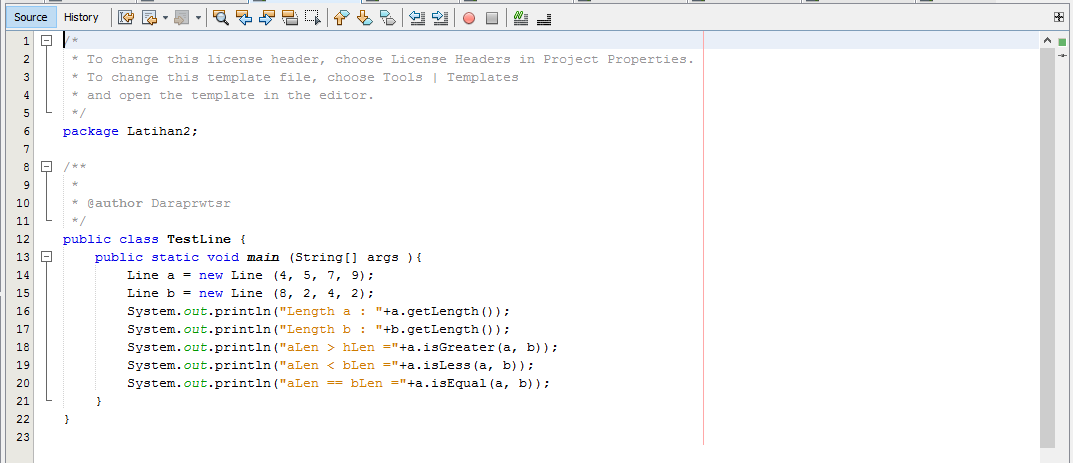 Source History
1 /*
2 * To change this license header, choose License Headers in Project Properties.
3 * To change this template file, choose Tools | Templates
4 * and open the template in the editor.
5 */
6 package Latihan2;
7
8 /**
9 *
10 * @author Daraprwtsr
11 */
12 public class TestLine {
13 public static void main (String[] args ){
14 Line a = new Line (4, 5, 7, 9);
15 Line b = new Line (8, 2, 4, 2);
16 System.out.println("Length a : "+a.getLength());
17 System.out.println("Length b : "+b.getLength());
18 System.out.println("aLen > hLen ="+a.isGreater(a, b));
19 System.out.println("aLen < bLen ="+a.isLess(a, b));
20 System.out.println("aLen == bLen ="+a.isEqual(a, b));
21 }
22 }
23